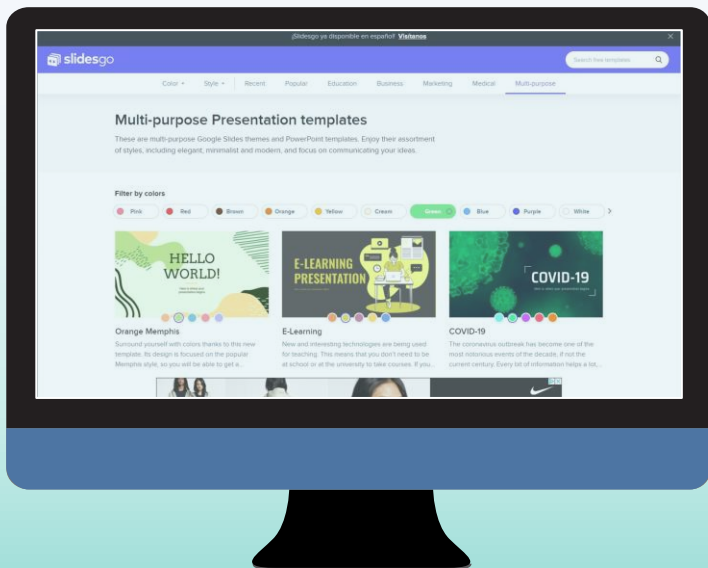 ¡Slidesgo ya disponible en español! Visítanos
slidesgo
Search free templates
Color
Style
Recent
Popular
Education
Business
Marketing
Medical
Multi-purpose
Multi-purpose Presentation templates
These are multi-purpose Google Slides themes and PowerPoint templates. Enjoy their assortment
of styles, including elegant, minimalist and modern, and focus on communicating your ideas.
Filter by colors
Pink
Red
Brown
Orange
Yellow
Cream
Green
Blue
Purple
White
HELLO
WORLD!
E-LEARNING
PRESENTATION
COVID-19
Orange Memphis
Surround yourself with colors thanks to this new
template. Its design is focused on the popular
Memphis style, so you will be able to get a...
E-Learning
New and interesting technologies are being used
for teaching. This means that you don't need to be
at school or at the university to take courses. If you...
COVID-19
The coronavirus outbreak has become one of the
most notorious events of the decade, if not the
current century. Every bit of information helps a lot,...